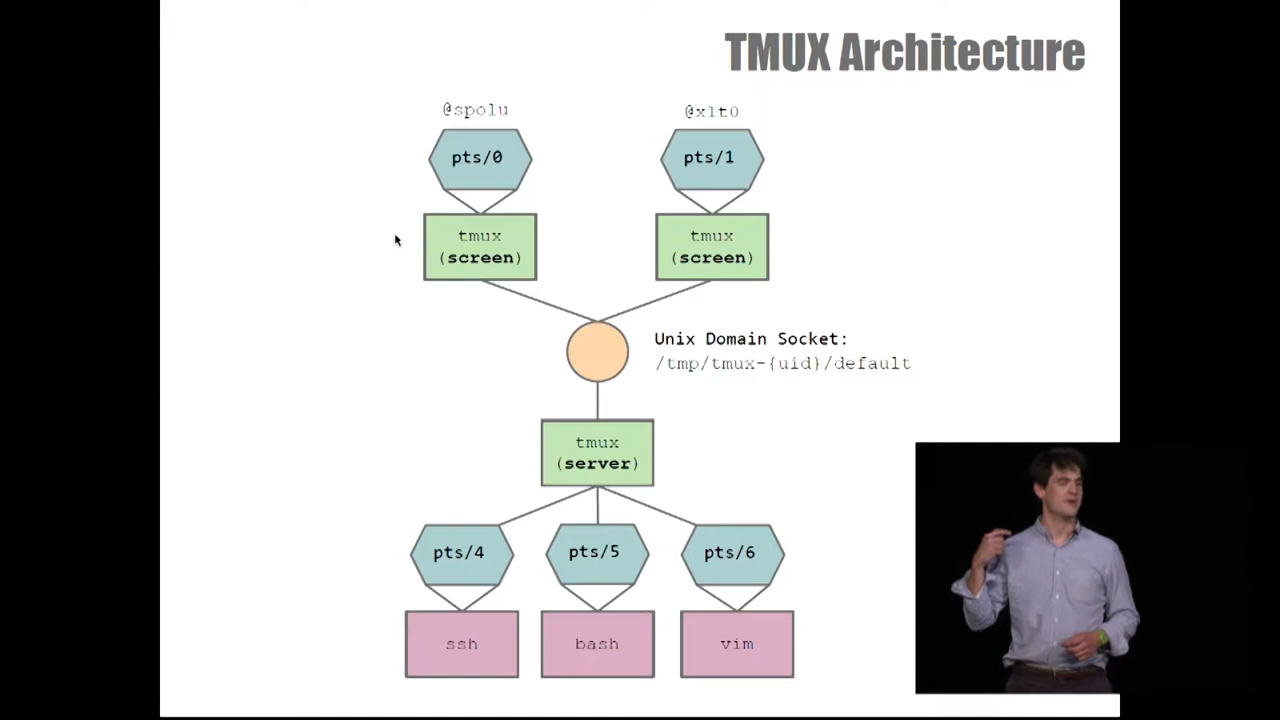 TMUX Architecture
@spolu
@x1t0
pts/0
pts/1
tmux
(screen)
tmux
(screen)
Unix Domain Socket:
/tmp/tmux-{uid}/default
tmux
(server)
pts/4
pts/5
pts/6
ssh
bash
vim